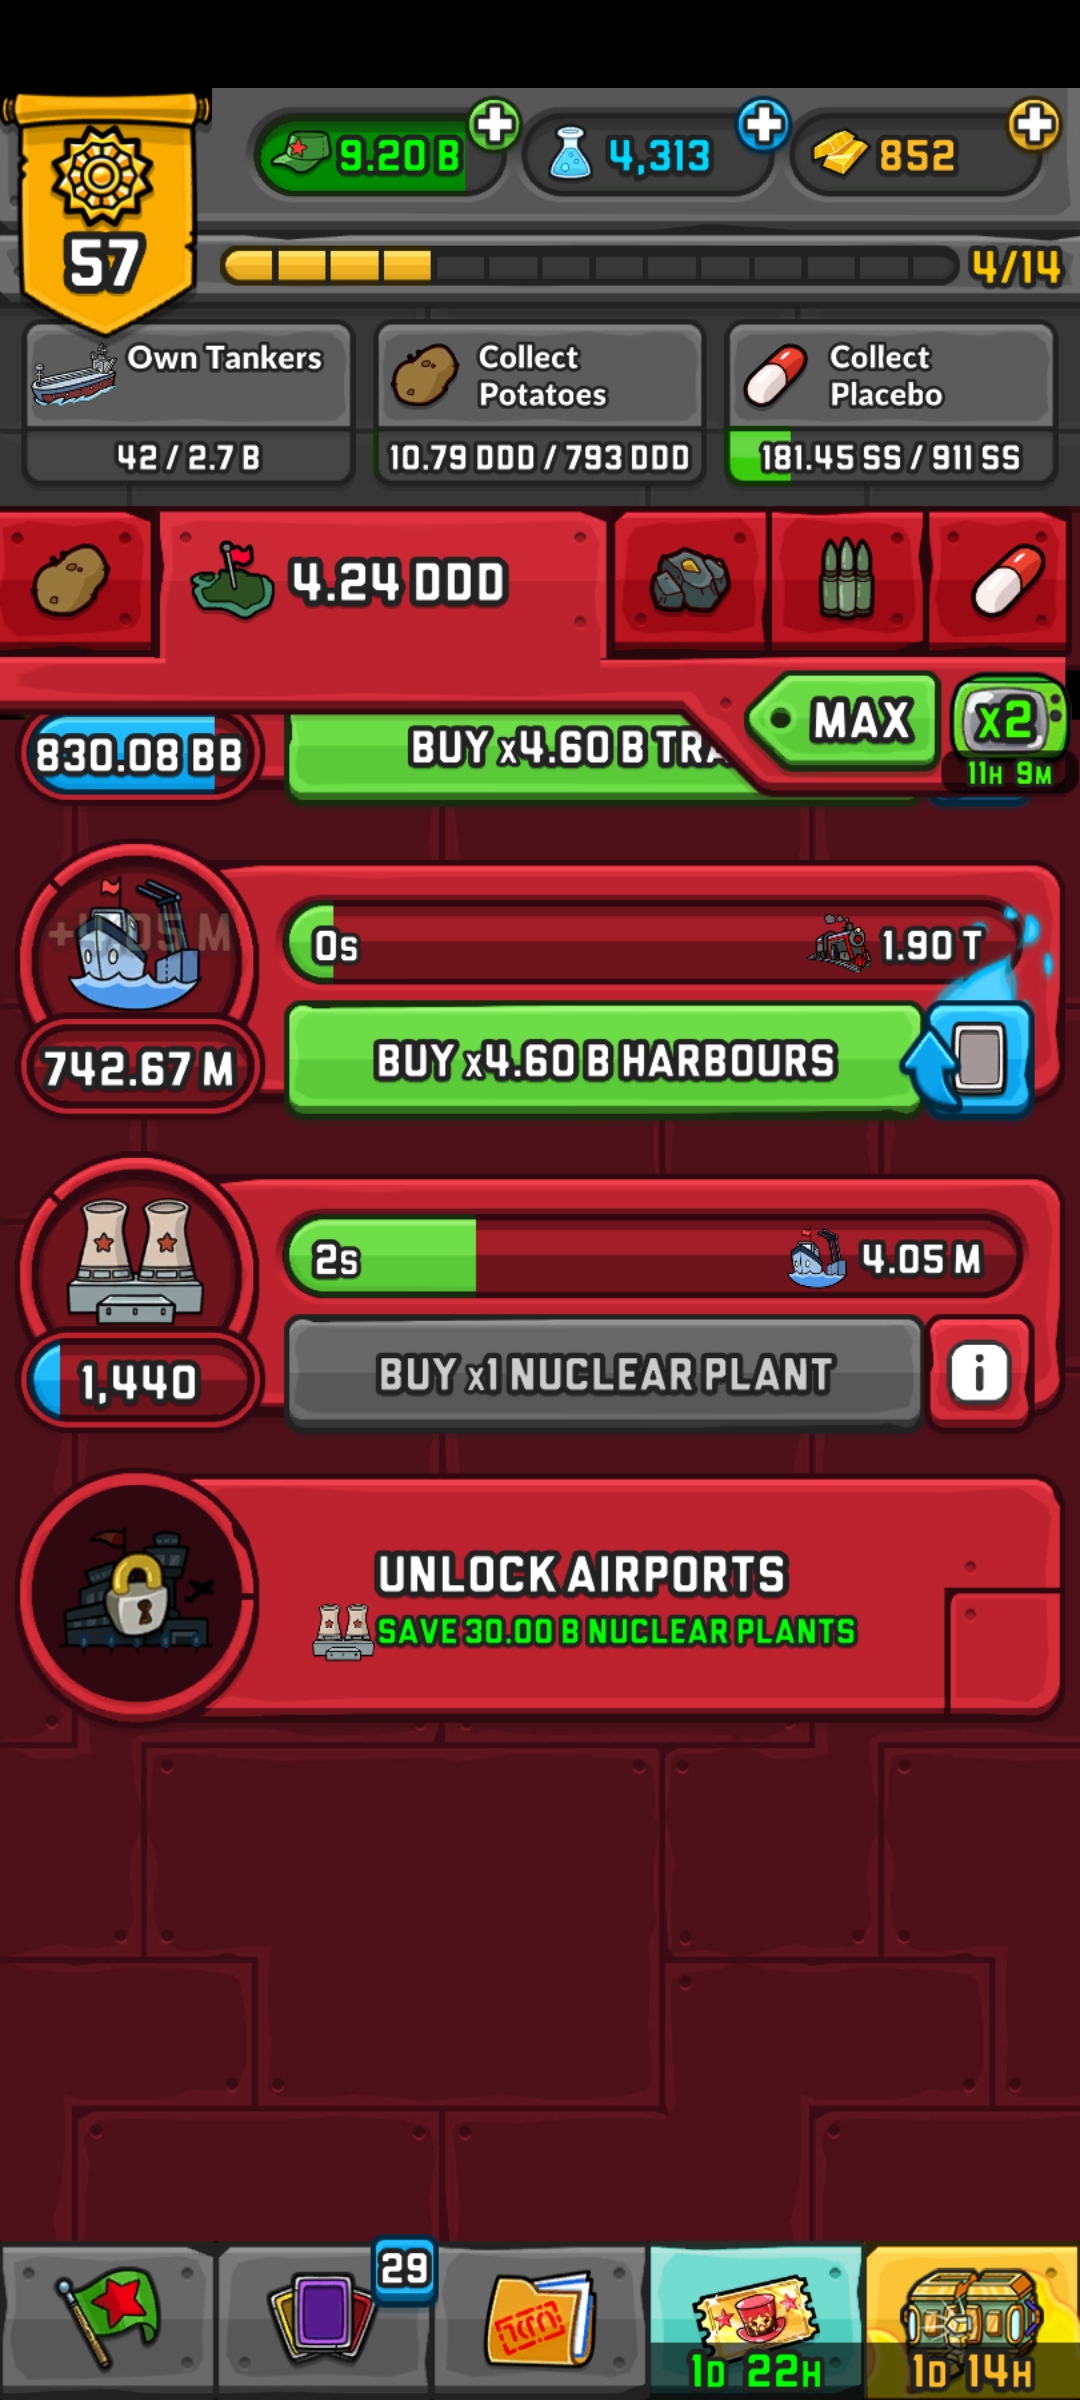 57
9.20 B
4,313
852
4/14
Own Tankers
42 / 2.7 B
Collect
Potatoes
10.79 DDD / 793 DDD
Collect
Placebo
181.45 SS / 911 SS
4.24 DDD
MAX
x2
11H 9M
830.08 BB
BUY x4.60 B
0s
1.90 T
742.67 M
BUY x4.60 B HARBOURS
2s
4.05 M
1,440
BUY x1 NUCLEAR PLANT
i
UNLOCK AIRPORTS
SAVE 30.00 B NUCLEAR PLANTS
29
1D 22H
1D 14H